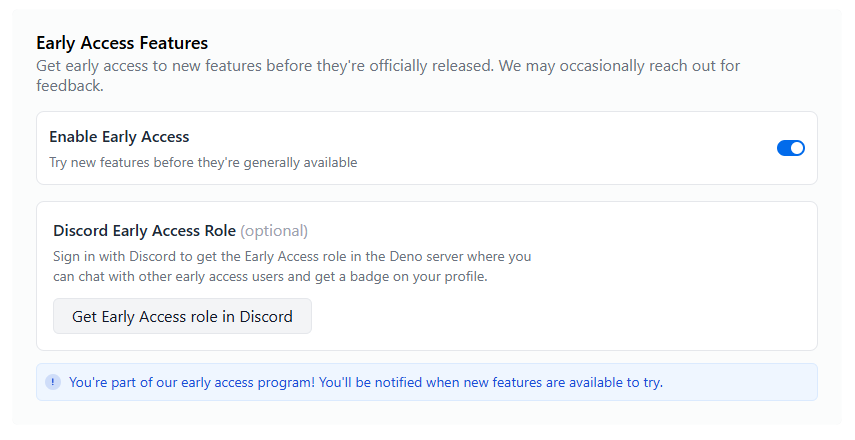 Early Access Features
Get early access to new features before they're officially released. We may occasionally reach out for
feedback.
Enable Early Access
Try new features before they're generally available
Discord Early Access Role (optional)
Sign in with Discord to get the Early Access role in the Deno server where you
can chat with other early access users and get a badge on your profile.
Get Early Access role in Discord
! You're part of our early access program! You'll be notified when new features are available to try.